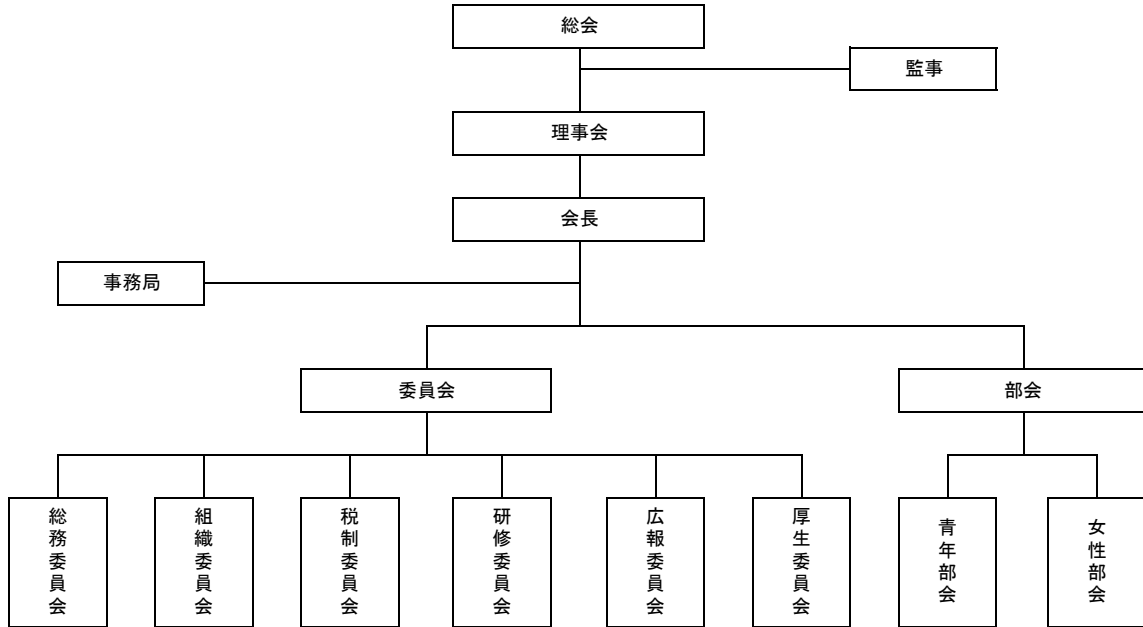 総会
監事
理事会
会長
事務局
委員会
部会
総務委員会
組織委員会
税制委員会
研修委員会
広報委員会
厚生委員会
青年部会
女性部会